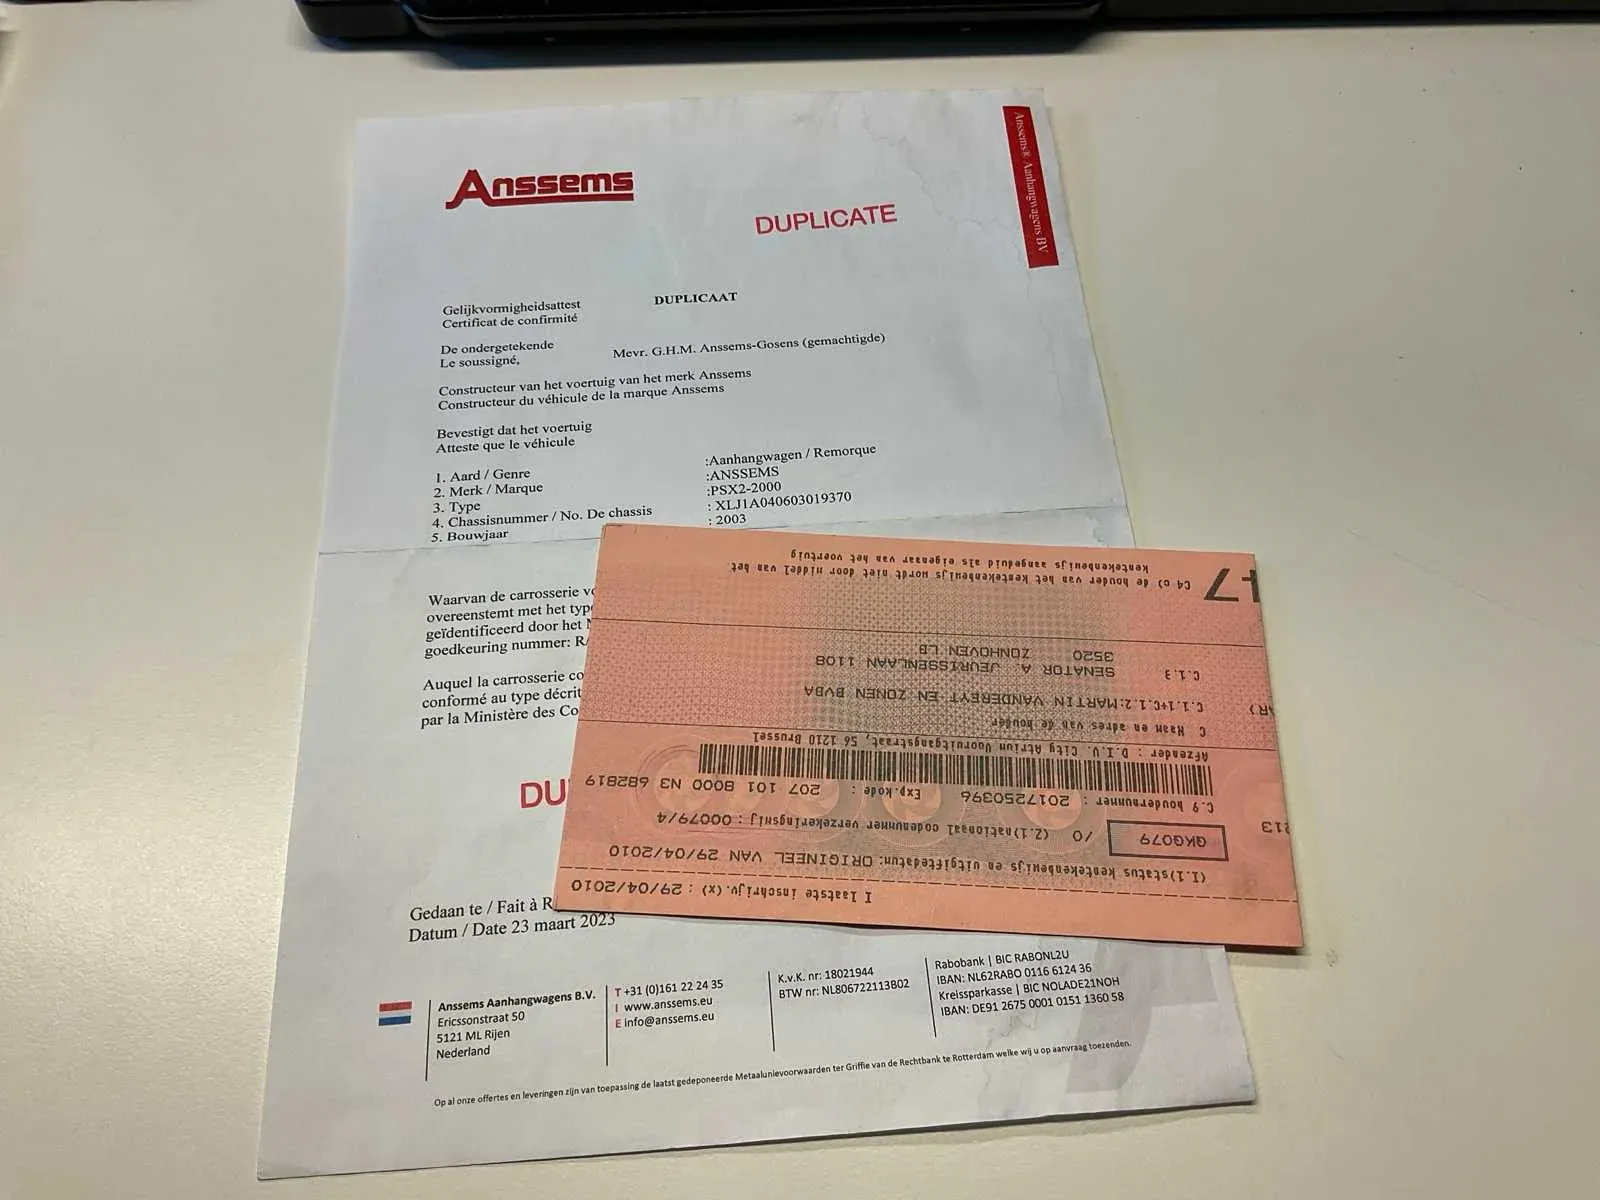 Anssems
DUPLICATE
Anssems® Aanhangwagens BV
Gelijkvormigheidsattest
Certificat de confirmité
DUPLICAAT
De ondergetekende
Le soussigné,
Mevr. G.H.M. Anssems-Gosens (gemachtigde)
Constructeur van het voertuig van het merk Anssems
Constructeur du véhicule de la marque Anssems
Bevestigt dat het voertuig
Atteste que le véhicule
1. Aard / Genre :Aanhangwagen / Remorque
2. Merk / Marque :ANSSEMS
3. Type :PSX2-2000
4. Chassisnummer / No. De chassis : XLJ1A040603019370
5. Bouwjaar : 2003
Waarvan de carrosserie vo
overeenstemt met het typ
geïdentificeerd door het
goedkeuring nummer: R
Auquel la carrosserie co
conformé au type décrit
par la Ministère des Co
DU
Gedaan te / Fait à R
Datum / Date 23 maart 2023
Anssems Aanhangwagens B.V.
Ericssonstraat 50
5121 ML Rijen
Nederland
T +31 (0)161 22 24 35
I www.anssems.eu
E info@anssems.eu
K.v.K. nr: 18021944
BTW nr: NL806722113B02
Rabobank | BIC RABONL2U
IBAN: NL62RABO 0116 6124 36
Kreissparkasse | BIC NOLADE21NOH
IBAN: DE91 2675 0001 0151 1360 58
Op al onze offertes en leveringen zijn van toepassing de laatst gedeponeerde Metaalunievoorwaarden ter Griffie van de Rechtbank te Rotterdam welke wij u op aanvraag toezenden.
I laatste inschrijv. (x) : 29/04/2010
(I.1)status kentekenbewijs en uitgiftedatum: ORIGINEEL VAN 29/04/2010
QKG079 /0 (Z.1)nationaal codenummer verzekeringsmij : 00079/4
213
C.9 houdernummer : 2017250396 Exp.kode : 207 101 8000 N3 682819
Afzender : D.I.V. City Atrium Vooruitgangstraat, 56 1210 Brussel
C Naam en adres van de houder
C.1.1+C.1.2:MARTIN VANDEREYT EN ZONEN BVBA
AR)
C.1.3 SENATOR A. JEURISSENLAAN 1108
3520 ZONHOVEN LB
47
C4 c) de houder van het kentekenbewijs wordt niet door middel van het
kentekenbewijs aangeduid als eigenaar van het voertuig